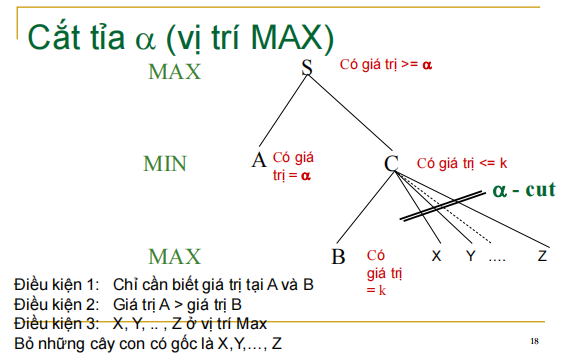 Cắt tỉa α (vị trí MAX)
MAX
S
Có giá trị >= α
MIN
A
Có giá
trị = α
C
Có giá trị <= k
α - cut
MAX
B
Có
giá trị
= k
X
Y
....
Z
Điều kiện 1: Chỉ cần biết giá trị tại A và B
Điều kiện 2: Giá trị A > giá trị B
Điều kiện 3: X, Y, .. , Z ở vị trí Max
Bỏ những cây con có gốc là X,Y,…, Z
18